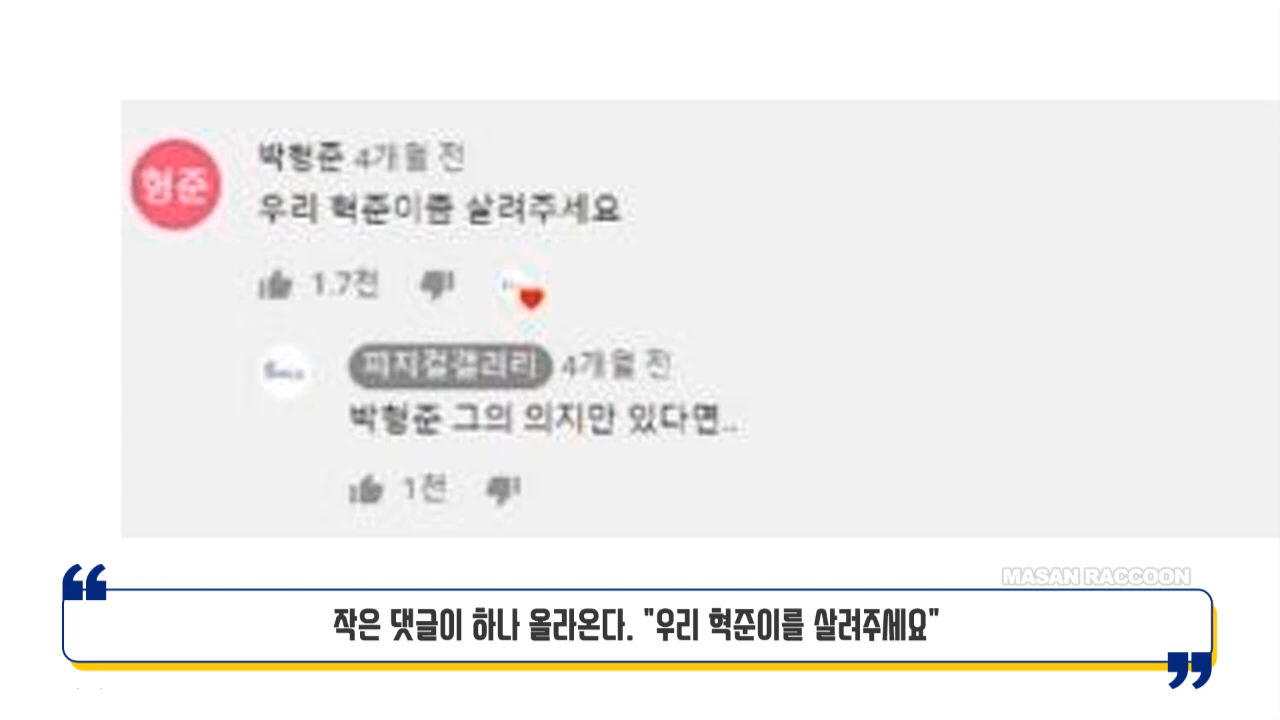 형준
박형준 4개월 전
우리 혁준이를 살려주세요
1.7천
피지컬갤러리 4개월 전
박형준 그의 의지만 있다면..
1천
MASAN RACCOON
작은 댓글이 하나 올라온다. "우리 혁준이를 살려주세요"